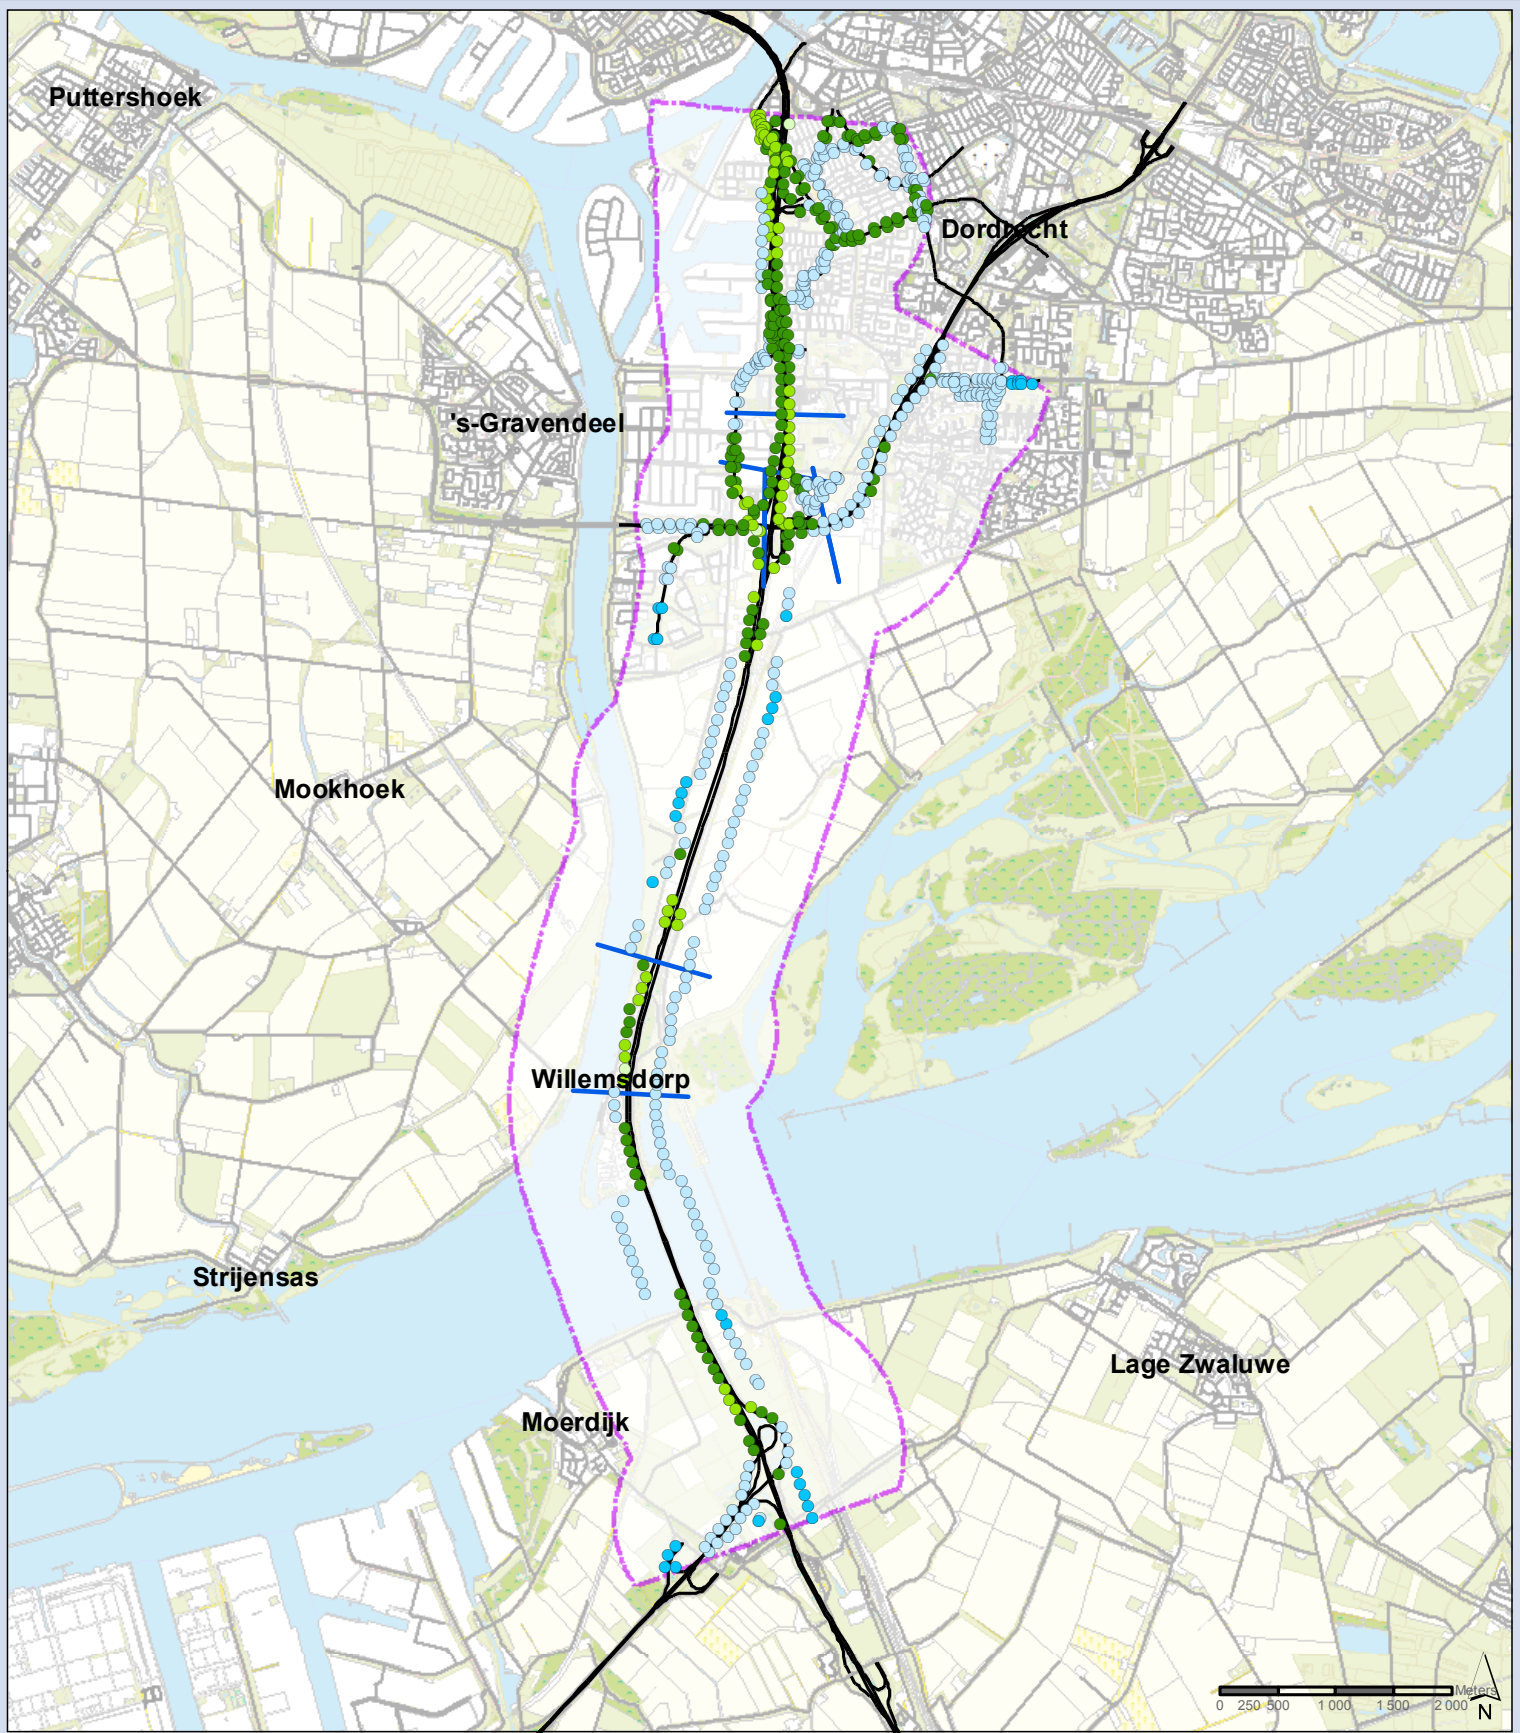 Puttershoek
Dordrecht
's-Gravendeel
Mookhoek
Willemsdorp
Strijensas
Lage Zwaluwe
Moerdijk
Meters
0 250 500 1 000 1 500 2 000
N